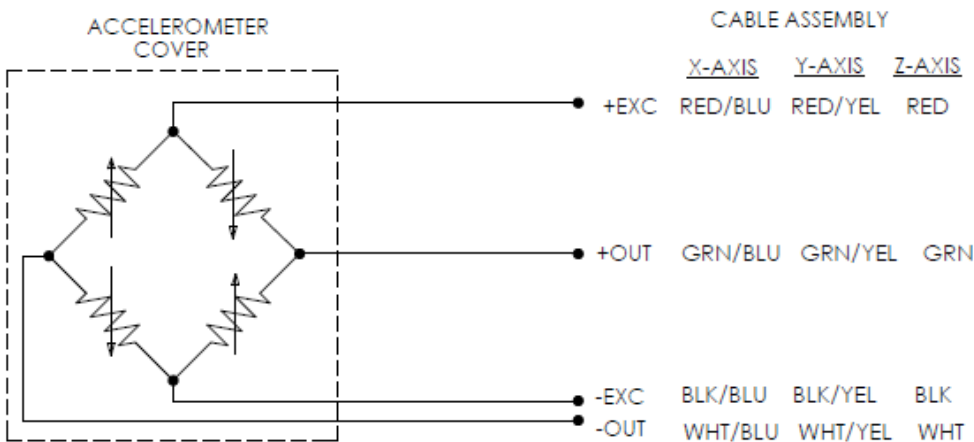 ACCELEROMETER
COVER
CABLE ASSEMBLY
X-AXIS Y-AXIS Z-AXIS
+EXC RED/BLU RED/YEL RED
+OUT GRN/BLU GRN/YEL GRN
-EXC BLK/BLU BLK/YEL BLK
-OUT WHT/BLU WHT/YEL WHT